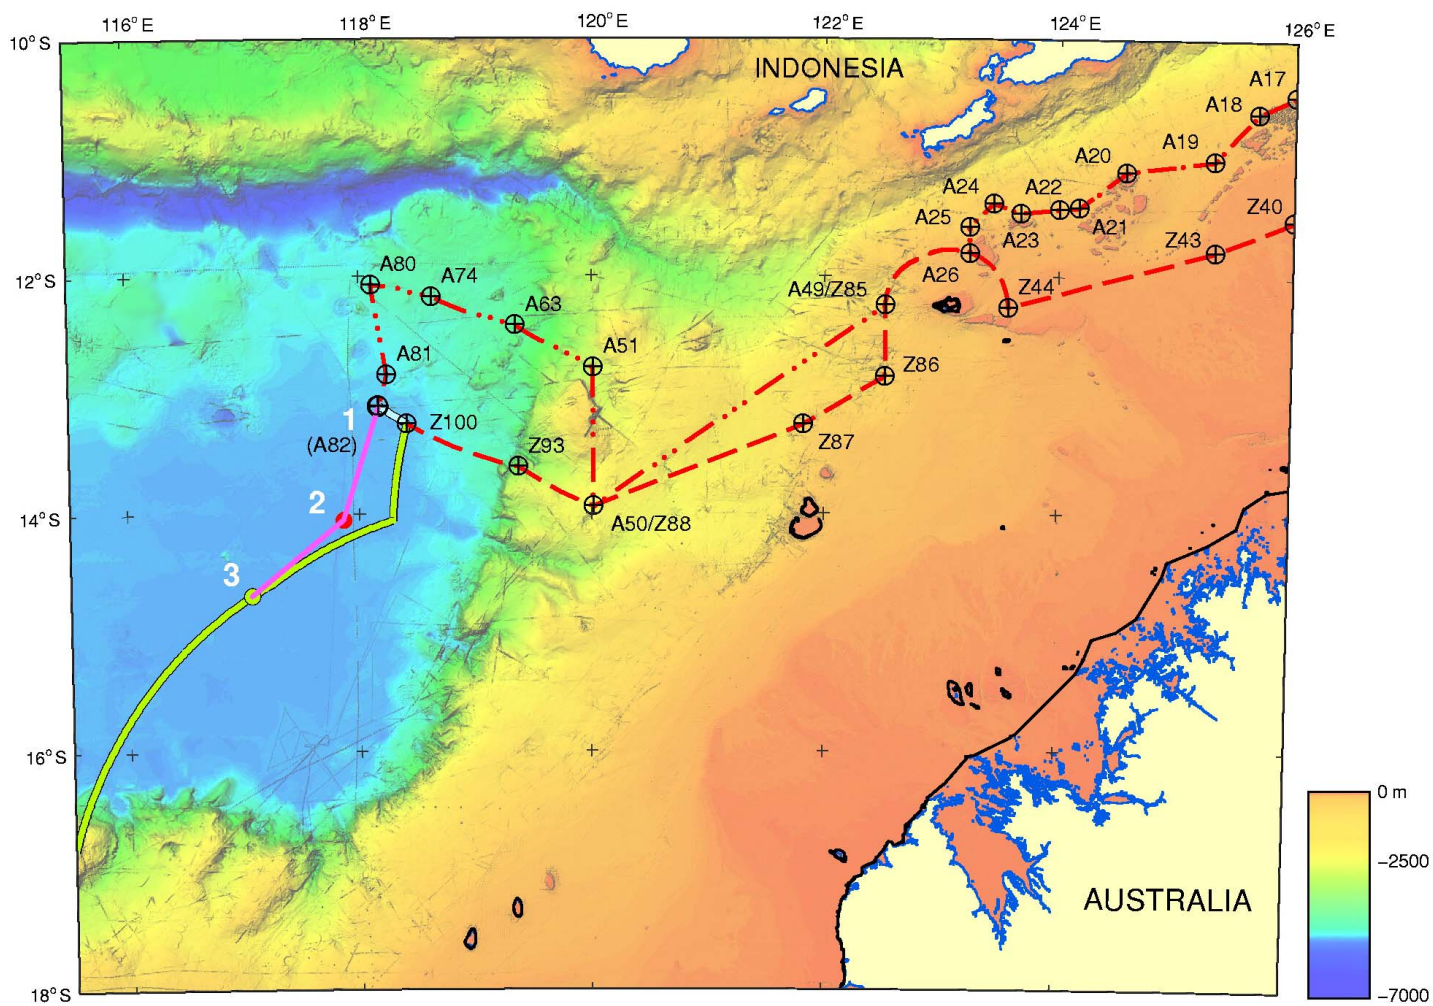 116° E
118° E
120° E
122° E
124° E
126° E
10° S
INDONESIA
A17
A18
A19
A20
A24
A22
A25
A21
A23
Z40
Z43
A26
12° S
A80
A74
A63
A49/Z85
Z44
A51
A81
Z86
1
Z100
(A82)
Z93
Z87
2
14° S
A50/Z88
3
16° S
0 m
−2500
AUSTRALIA
18° S
−7000